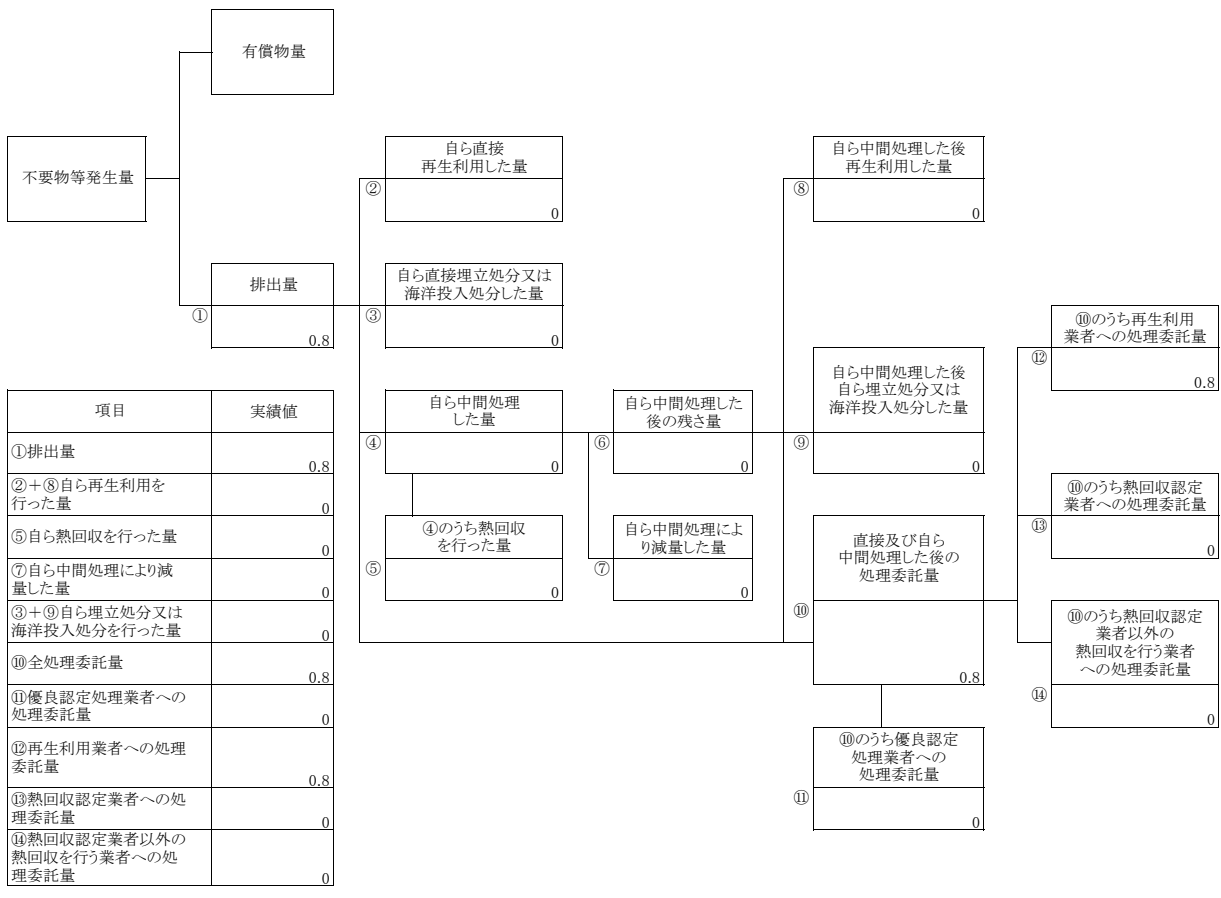 有償物量
不要物等発生量
排出量
①
0.8
自ら直接
再生利用した量
②
0
自ら直接埋立処分又は
海洋投入処分した量
③
0
自ら中間処理
した量
④
0
④のうち熱回収
を行った量
⑤
0
自ら中間処理した
後の残さ量
⑥
0
自ら中間処理によ
り減量した量
⑦
0
自ら中間処理した後
再生利用した量
⑧
0
自ら中間処理した後
自ら埋立処分又は
海洋投入処分した量
⑨
0
直接及び自ら
中間処理した後の
処理委託量
⑩
0.8
⑩のうち優良認定
処理業者への
処理委託量
⑪
0
⑩のうち再生利用
業者への処理委託量
⑫
0.8
⑩のうち熱回収認定
業者への処理委託量
⑬
0
⑩のうち熱回収認定
業者以外の
熱回収を行う業者
への処理委託量
⑭
0
項目 実績値
①排出量
0.8
②＋⑧自ら再生利用を
行った量
0
⑤自ら熱回収を行った量
0
⑦自ら中間処理により減
量した量
0
③＋⑨自ら埋立処分又は
海洋投入処分を行った量
0
⑩全処理委託量
0.8
⑪優良認定処理業者への
処理委託量
0
⑫再生利用業者への処理
委託量
0.8
⑬熱回収認定業者への処
理委託量
0
⑭熱回収認定業者以外の
熱回収を行う業者への処
理委託量
0